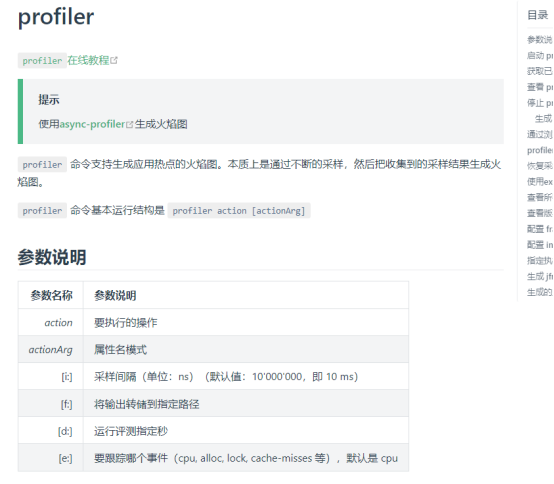 profiler
profiler 在线教程
提示
使用async-profiler生成火焰图
profiler 命令支持生成应用热点的火焰图。本质上是通过不断的采样，然后把收集到的采样结果生成火
焰图。
profiler 命令基本运行结构是 profiler action [actionArg]
参数说明
参数名称 参数说明
action 要执行的操作
actionArg 属性名模式
[i:] 采样间隔（单位：ns）（默认值：10'000'000，即 10 ms）
[f:] 将输出转储到指定路径
[d:] 运行评测指定秒
[e:] 要跟踪哪个事件（cpu, alloc, lock, cache-misses 等），默认是 cpu
目录
参数说
启动 pr
获取已
查看 pr
停止 pr
生成
通过浏
profiler
恢复采
使用ex
查看所
查看版
配置 fra
配置 in
指定执
生成 jf
生成的